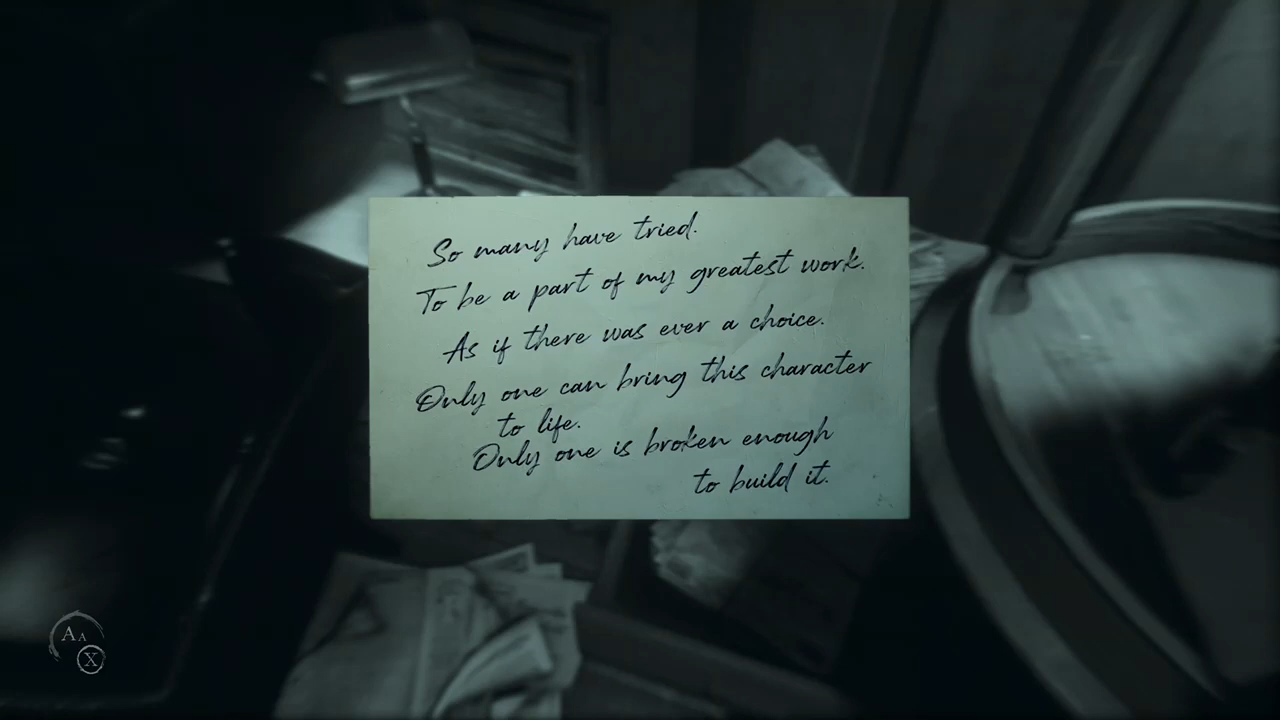 So many have tried.
To be a part of my greatest work.
As if there was ever a choice.
Only one can bring this character
to life.
Only one is broken enough
to build it.
AA
X